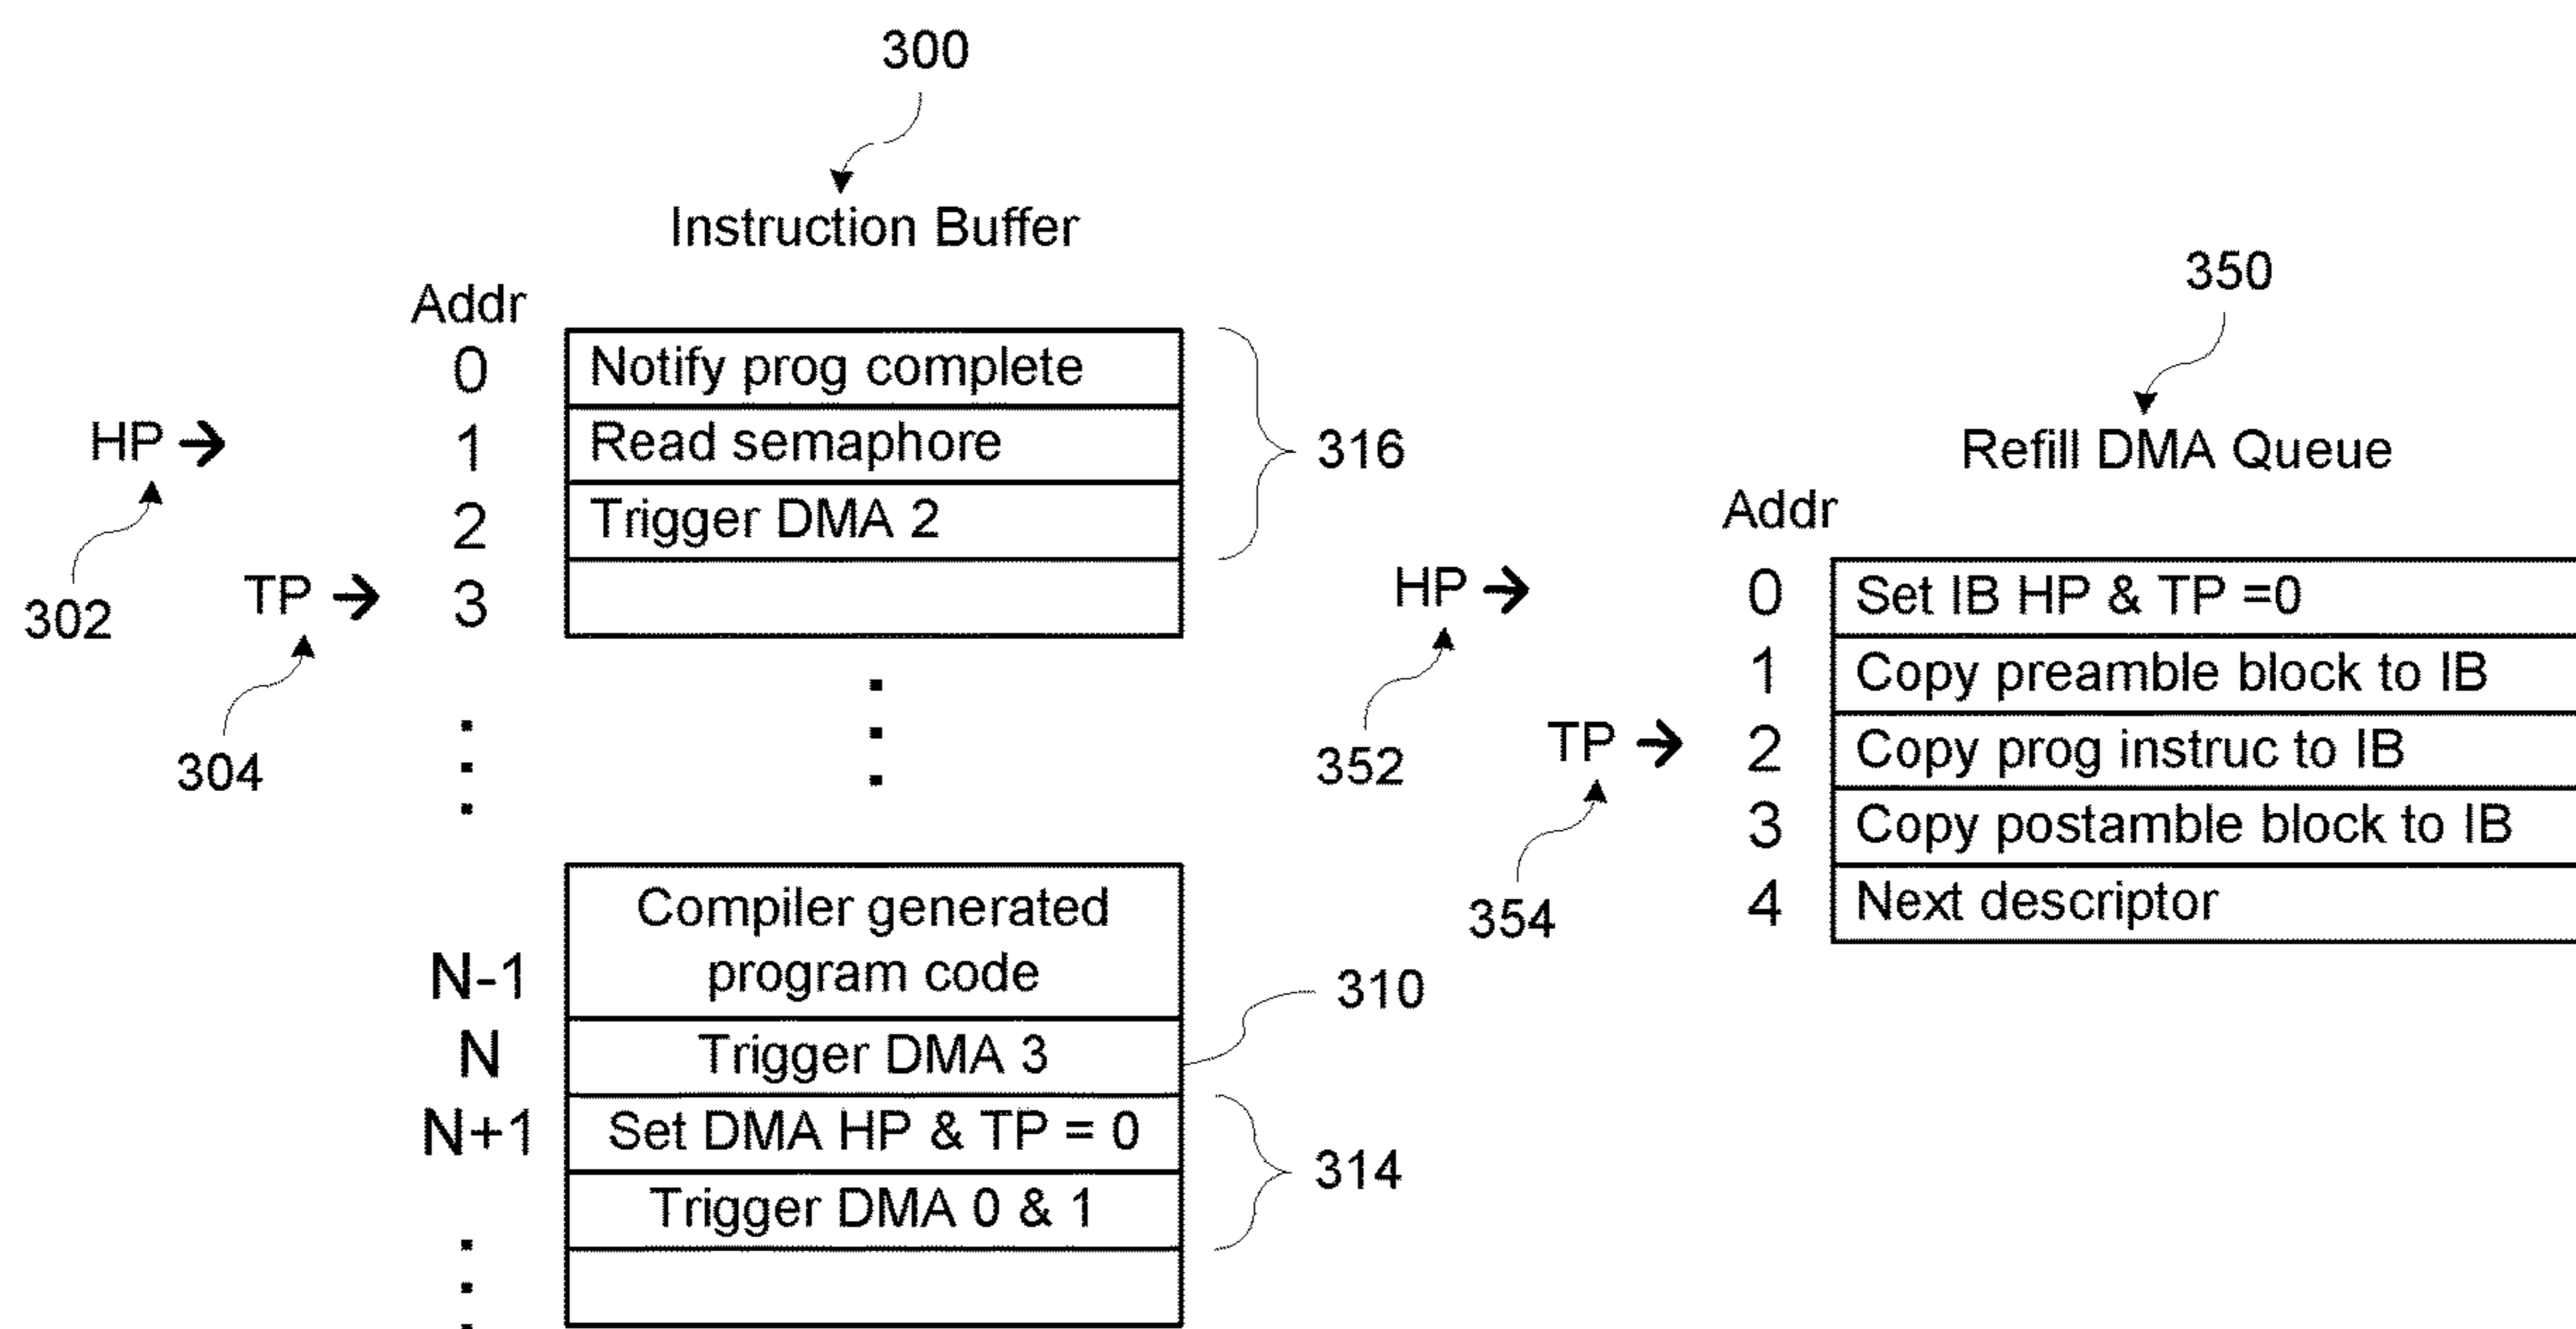 300
Instruction Buffer
Addr
0 Notify prog complete
HP → 1 Read semaphore
316
2 Trigger DMA 2
302
TP → 3
304
Compiler generated
N-1 program code
310
N Trigger DMA 3
N+1 Set DMA HP & TP = 0
314
Trigger DMA 0 & 1
350
Refill DMA Queue
Addr
HP → 0 Set IB HP & TP =0
1 Copy preamble block to IB
352
TP → 2 Copy prog instruc to IB
3 Copy postamble block to IB
354
4 Next descriptor